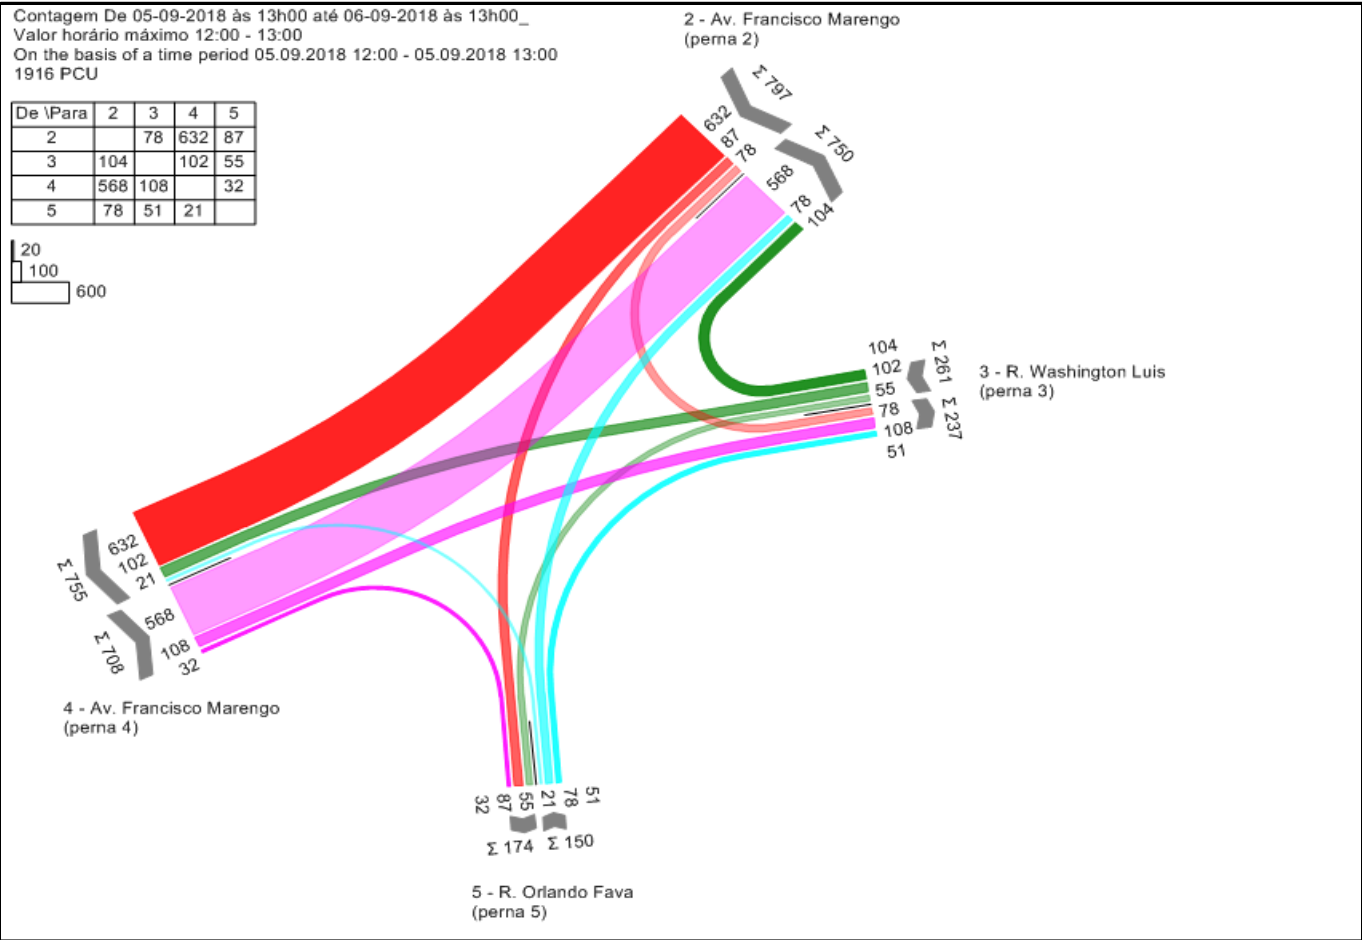 Contagem De 05-09-2018 às 13h00 até 06-09-2018 às 13h00_
Valor horário máximo 12:00 - 13:00
On the basis of a time period 05.09.2018 12:00 - 05.09.2018 13:00
1916 PCU
De \Para 2 3 4 5
2 78 632 87
3 104 102 55
4 568 108 32
5 78 51 21
20
100
600
2 - Av. Francisco Marengo
(perna 2)
Σ 797
Σ 750
632
87
78
568
78
104
104
102
55
78
108
51
Σ 261
Σ 237
3 - R. Washington Luis
(perna 3)
632
102
21
568
108
32
Σ 755
Σ 708
4 - Av. Francisco Marengo
(perna 4)
32
87
55
21
78
51
Σ 174
Σ 150
5 - R. Orlando Fava
(perna 5)